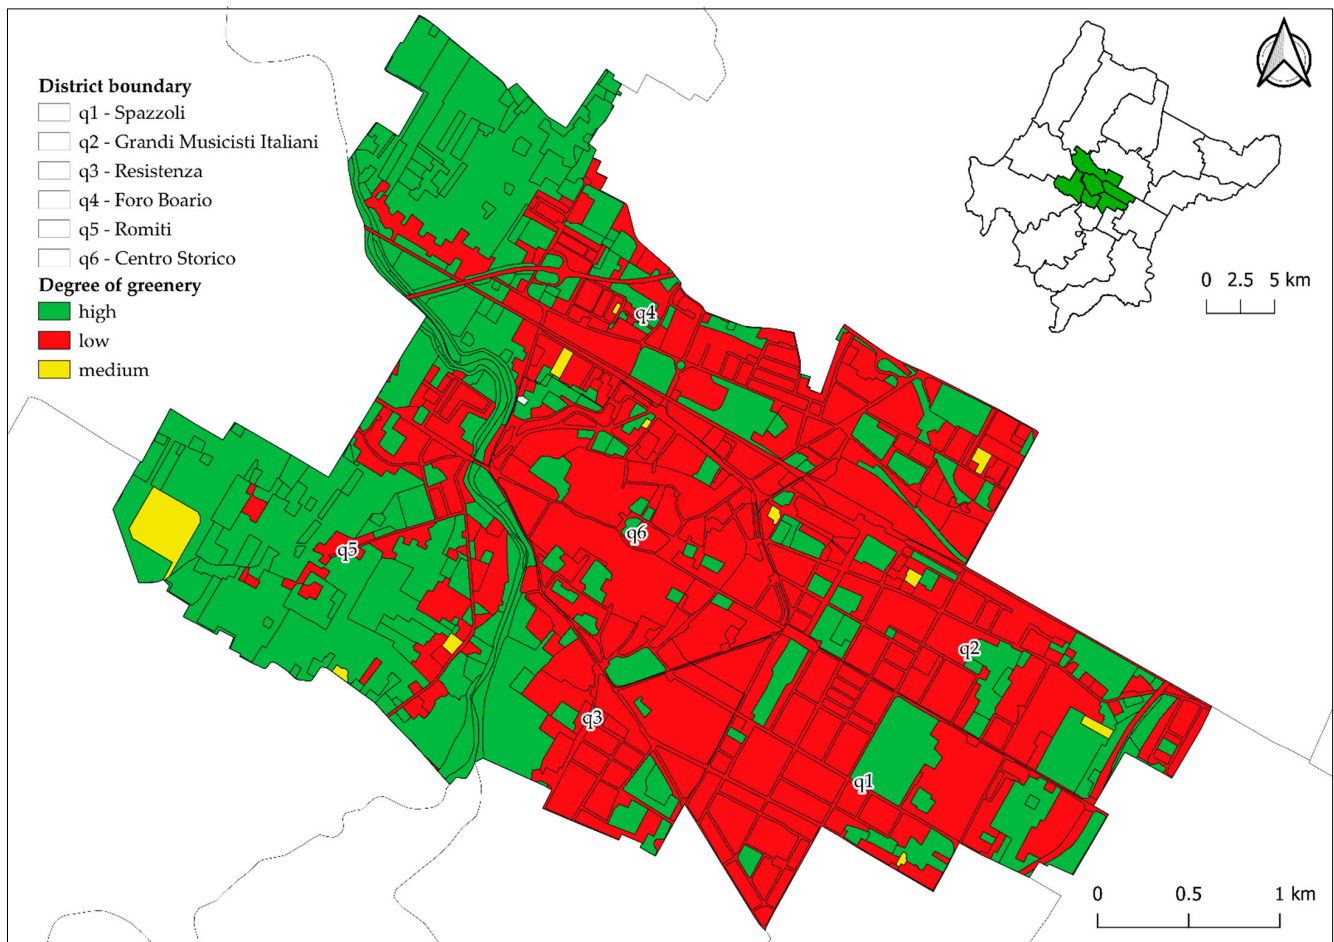 District boundary
q1 - Spazzoli
q2 - Grandi Musicisti Italiani
q3 - Resistenza
q4 - Foro Boario
q5 - Romiti
q6 - Centro Storico
Degree of greenery
high
low
medium
0 2.5 5 km
q4
q6
q5
q2
q3
q1
0 0.5 1 km